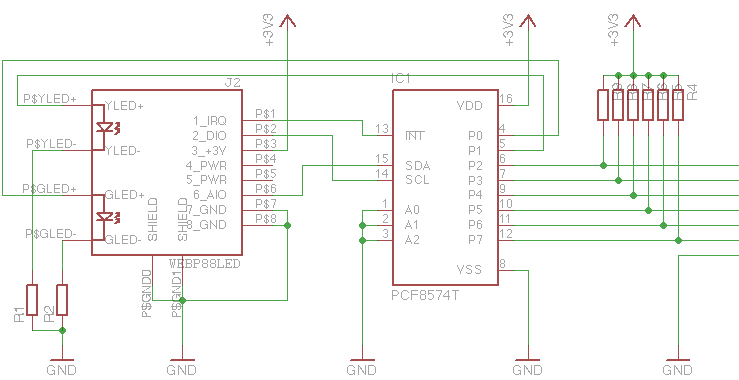 +3V3
+3V3
+3V3
J2
IC1
P$YLED+
YLED+
P$YLED-
YLED-
P$GLED+
GLED+
P$GLED-
GLED-
1_IRQ P$1
2_DIO P$2
3_+3V P$3
4_PWR P$4
5_PWR P$5
6_AIO P$6
7_GND P$7
8_GND P$8
SHIELD
SHIELD
WEBP88LED
P$GND0
P$GND1
R1
R2
16 VDD
13 INT
15 SDA
14 SCL
1 A0
2 A1
3 A2
P0 4
P1 5
P2 6
P3 7
P4 9
P5 10
P6 11
P7 12
VSS 8
PCF8574T
R8
R7
R6
R5
R4
GND
GND
GND
GND
GND